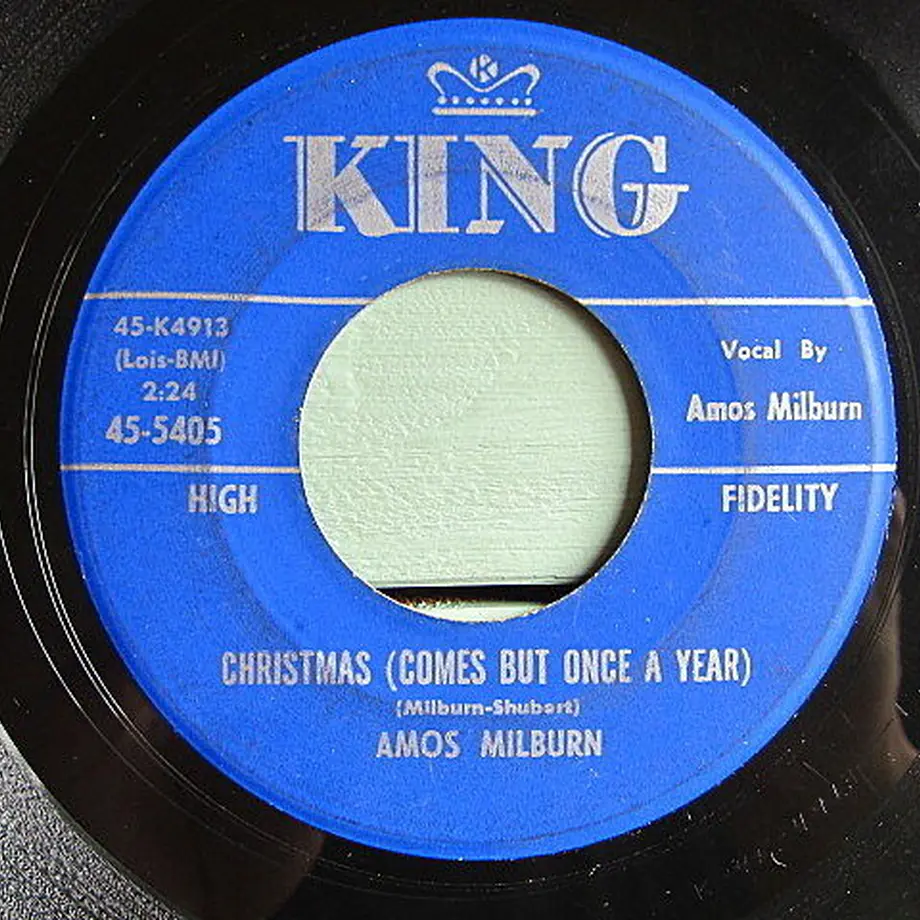 K
KING
45-K4913
(Lois-BMI)
2:24
45-5405
Vocal By
Amos Milburn
HIGH
FIDELITY
CHRISTMAS (COMES BUT ONCE A YEAR)
(Milburn-Shubert)
AMOS MILBURN